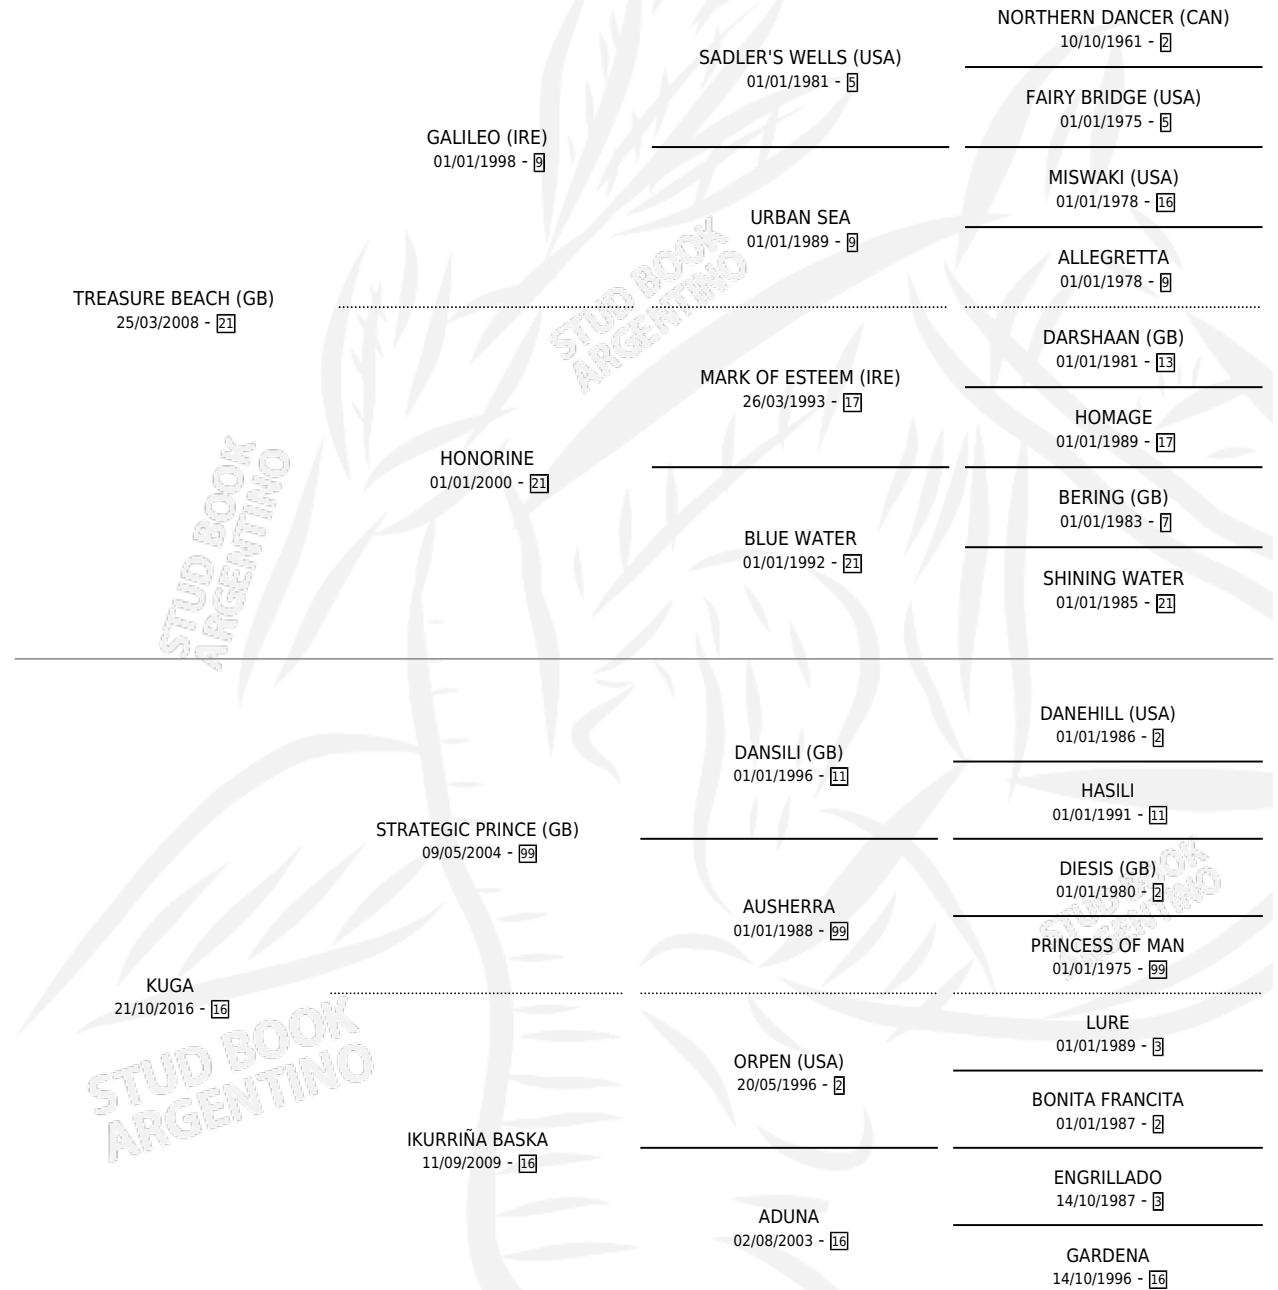 NORTHERN DANCER (CAN)
10/10/1961 - 2
SADLER'S WELLS (USA)
01/01/1981 - 5
FAIRY BRIDGE (USA)
01/01/1975 - 5
GALILEO (IRE)
01/01/1998 - 9
MISWAKI (USA)
01/01/1978 - 16
URBAN SEA
01/01/1989 - 9
ALLEGRETTA
01/01/1978 - 9
TREASURE BEACH (GB)
25/03/2008 - 21
STUD BOOK
ARGENTINO
DARSHAAN (GB)
01/01/1981 - 13
MARK OF ESTEEM (IRE)
26/03/1993 - 17
HOMAGE
01/01/1989 - 17
HONORINE
01/01/2000 - 21
BERING (GB)
01/01/1983 - 7
BLUE WATER
01/01/1992 - 21
SHINING WATER
01/01/1985 - 21
STUD BOOK
ARGENTINO
DANEHILL (USA)
01/01/1986 - 2
DANSILI (GB)
01/01/1996 - 11
HASILI
01/01/1991 - 11
STRATEGIC PRINCE (GB)
09/05/2004 - 99
DIESIS (GB)
01/01/1980 - 2
AUSHERRA
01/01/1988 - 99
STUD BOOK
ARGENTINO
PRINCESS OF MAN
01/01/1975 - 99
KUGA
21/10/2016 - 16
STUD BOOK
ARGENTINO
LURE
01/01/1989 - 3
ORPEN (USA)
20/05/1996 - 2
BONITA FRANCITA
01/01/1987 - 2
IKURRIÑA BASKA
11/09/2009 - 16
ENGRILLADO
14/10/1987 - 3
ADUNA
02/08/2003 - 16
GARDENA
14/10/1996 - 16